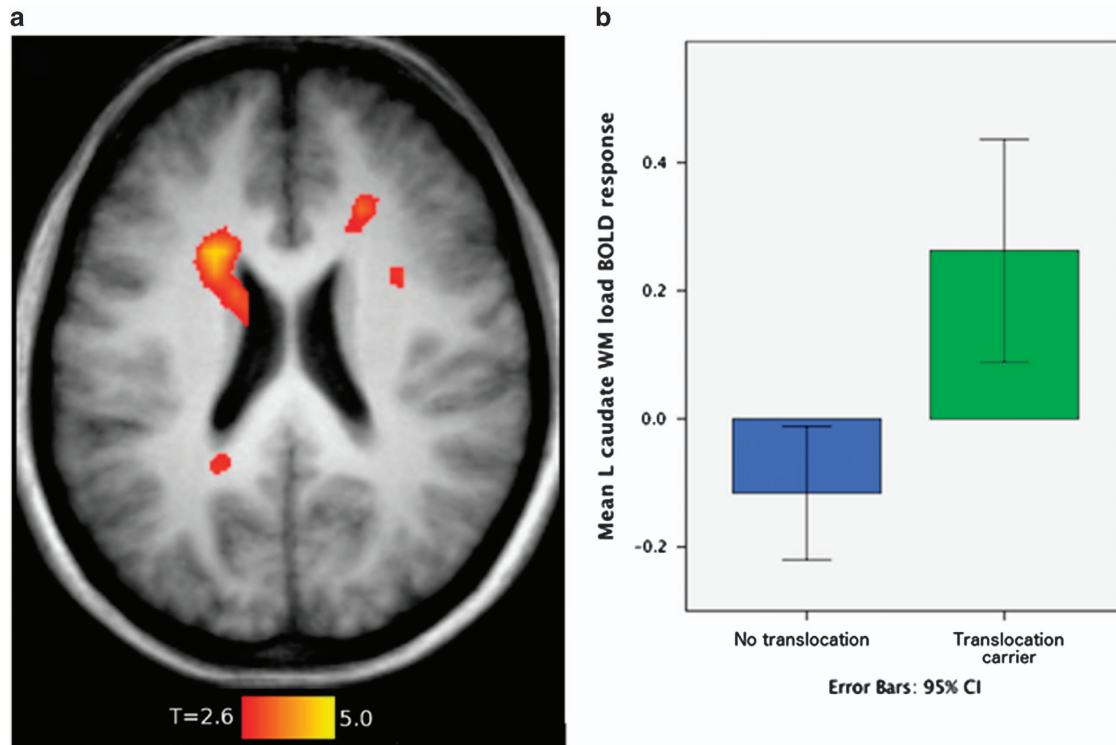 a
T=2.6 5.0
b
Mean L caudate WM load BOLD response
0.4
0.2
0.0
-0.2
No translocation
Translocation
carrier
Error Bars: 95% CI